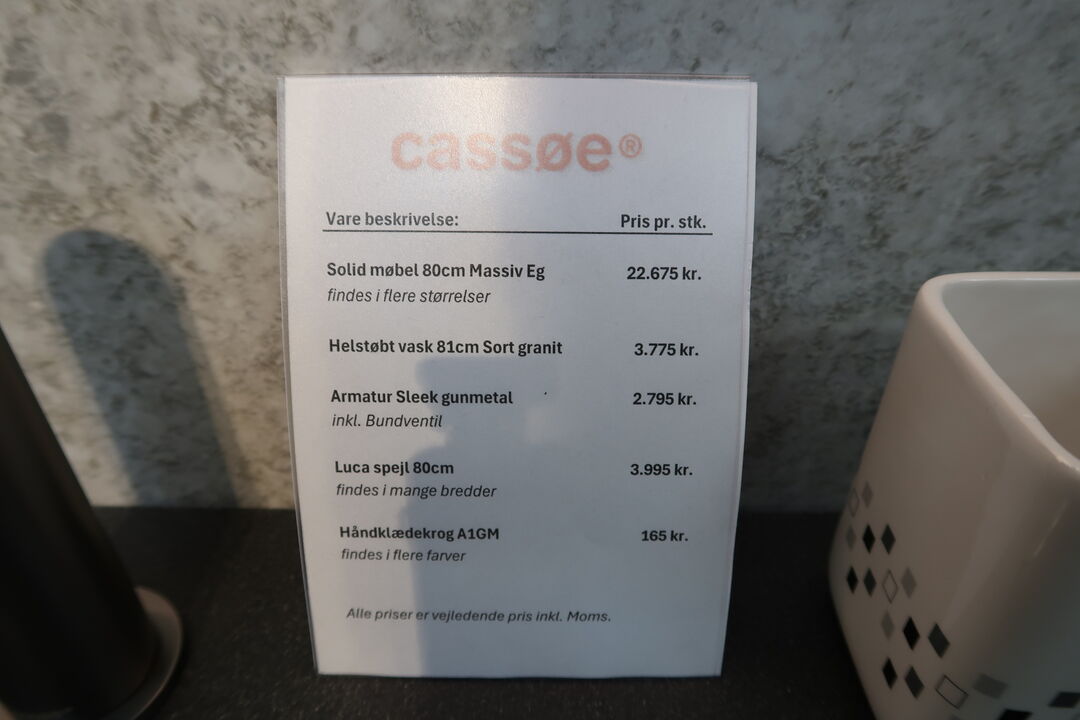 cassøe®
Vare beskrivelse: Pris pr. stk.
Solid møbel 80cm Massiv Eg 22.675 kr.
findes i flere størrelser
Helstøbt vask 81cm Sort granit 3.775 kr.
Armatur Sleek gunmetal 2.795 kr.
inkl. Bundventil
Luca spejl 80cm 3.995 kr.
findes i mange bredder
Håndklædekrog A1GM 165 kr.
findes i flere farver
Alle priser er vejledende pris inkl. Moms.